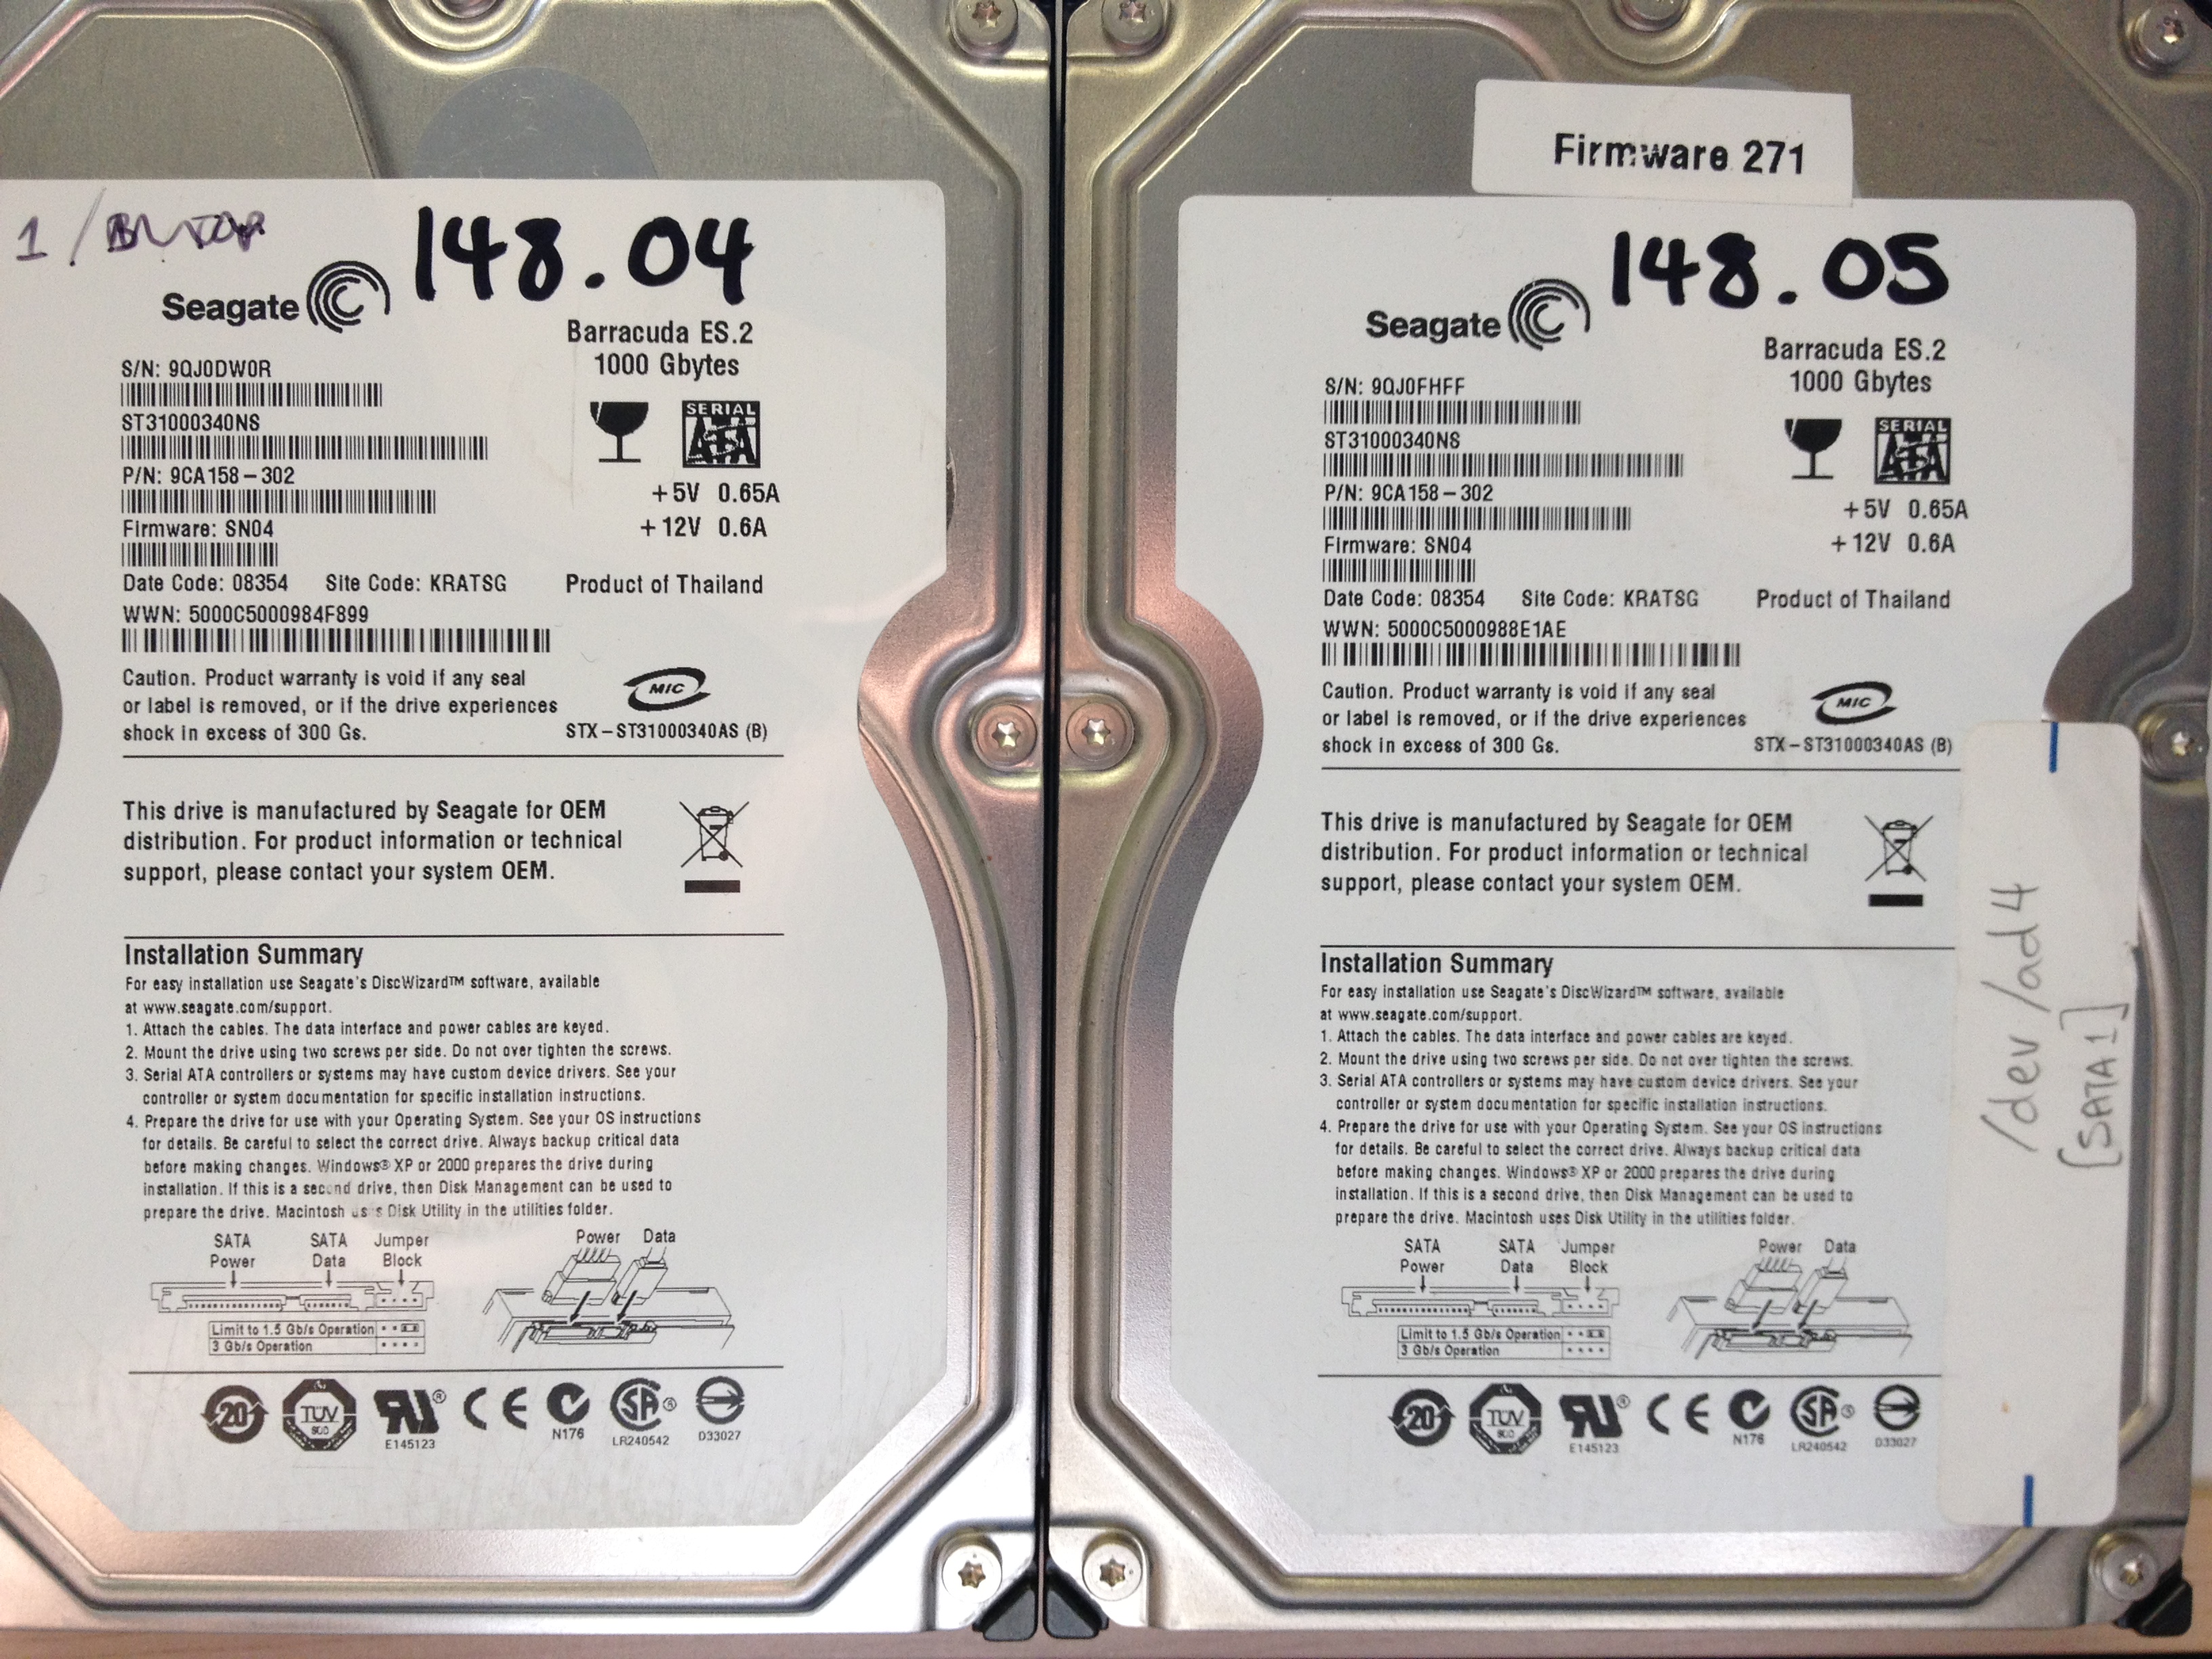 1 /
148.04
Seagate
Barracuda ES.2
1000 Gbytes
S/N: 9QJ0DW0R
ST31000340NS
SERIAL
ATA
P/N: 9CA158-302
+5V 0.65A
Firmware: SN04
+12V 0.6A
Date Code: 08354 Site Code: KRATSG Product of Thailand
WWN: 5000C5000984F899
Caution. Product warranty is void if any seal
or label is removed, or if the drive experiences
shock in excess of 300 Gs.
MIC
STX-ST31000340AS (B)
This drive is manufactured by Seagate for OEM
distribution. For product information or technical
support, please contact your system OEM.
Installation Summary
For easy installation use Seagate's DiscWizard™ software, available
at www.seagate.com/support.
1. Attach the cables. The data interface and power cables are keyed.
2. Mount the drive using two screws per side. Do not over tighten the screws.
3. Serial ATA controllers or systems may have custom device drivers. See your
controller or system documentation for specific installation instructions.
4. Prepare the drive for use with your Operating System. See your OS instructions
for details. Be careful to select the correct drive. Always backup critical data
before making changes. Windows® XP or 2000 prepares the drive during
installation. If this is a second drive, then Disk Management can be used to
prepare the drive. Macintosh uses Disk Utility in the utilities folder.
SATA Power
SATA Data
Jumper Block
Power Data
Limit to 1.5 Gb/s Operation
3 Gb/s Operation
20
TUV
E145123
CE
N176
SA
LR240542
D33027
Firmware 271
148.05
Seagate
Barracuda ES.2
1000 Gbytes
S/N: 9QJ0FHFF
ST31000340NS
SERIAL
ATA
P/N: 9CA158-302
+5V 0.65A
Firmware: SN04
+12V 0.6A
Date Code: 08354 Site Code: KRATSG Product of Thailand
WWN: 5000C5000988E1AE
Caution. Product warranty is void if any seal
or label is removed, or if the drive experiences
shock in excess of 300 Gs.
MIC
STX-ST31000340AS (B)
This drive is manufactured by Seagate for OEM
distribution. For product information or technical
support, please contact your system OEM.
Installation Summary
For easy installation use Seagate's DiscWizard™ software, available
at www.seagate.com/support.
1. Attach the cables. The data interface and power cables are keyed.
2. Mount the drive using two screws per side. Do not over tighten the screws.
3. Serial ATA controllers or systems may have custom device drivers. See your
controller or system documentation for specific installation instructions.
4. Prepare the drive for use with your Operating System. See your OS instructions
for details. Be careful to select the correct drive. Always backup critical data
before making changes. Windows® XP or 2000 prepares the drive during
installation. If this is a second drive, then Disk Management can be used to
prepare the drive. Macintosh uses Disk Utility in the utilities folder.
SATA Power
SATA Data
Jumper Block
Power Data
Limit to 1.5 Gb/s Operation
3 Gb/s Operation
20
TUV
E145123
CE
N176
SA
LR240542
D33027
/dev/ad4
[SATA 1]